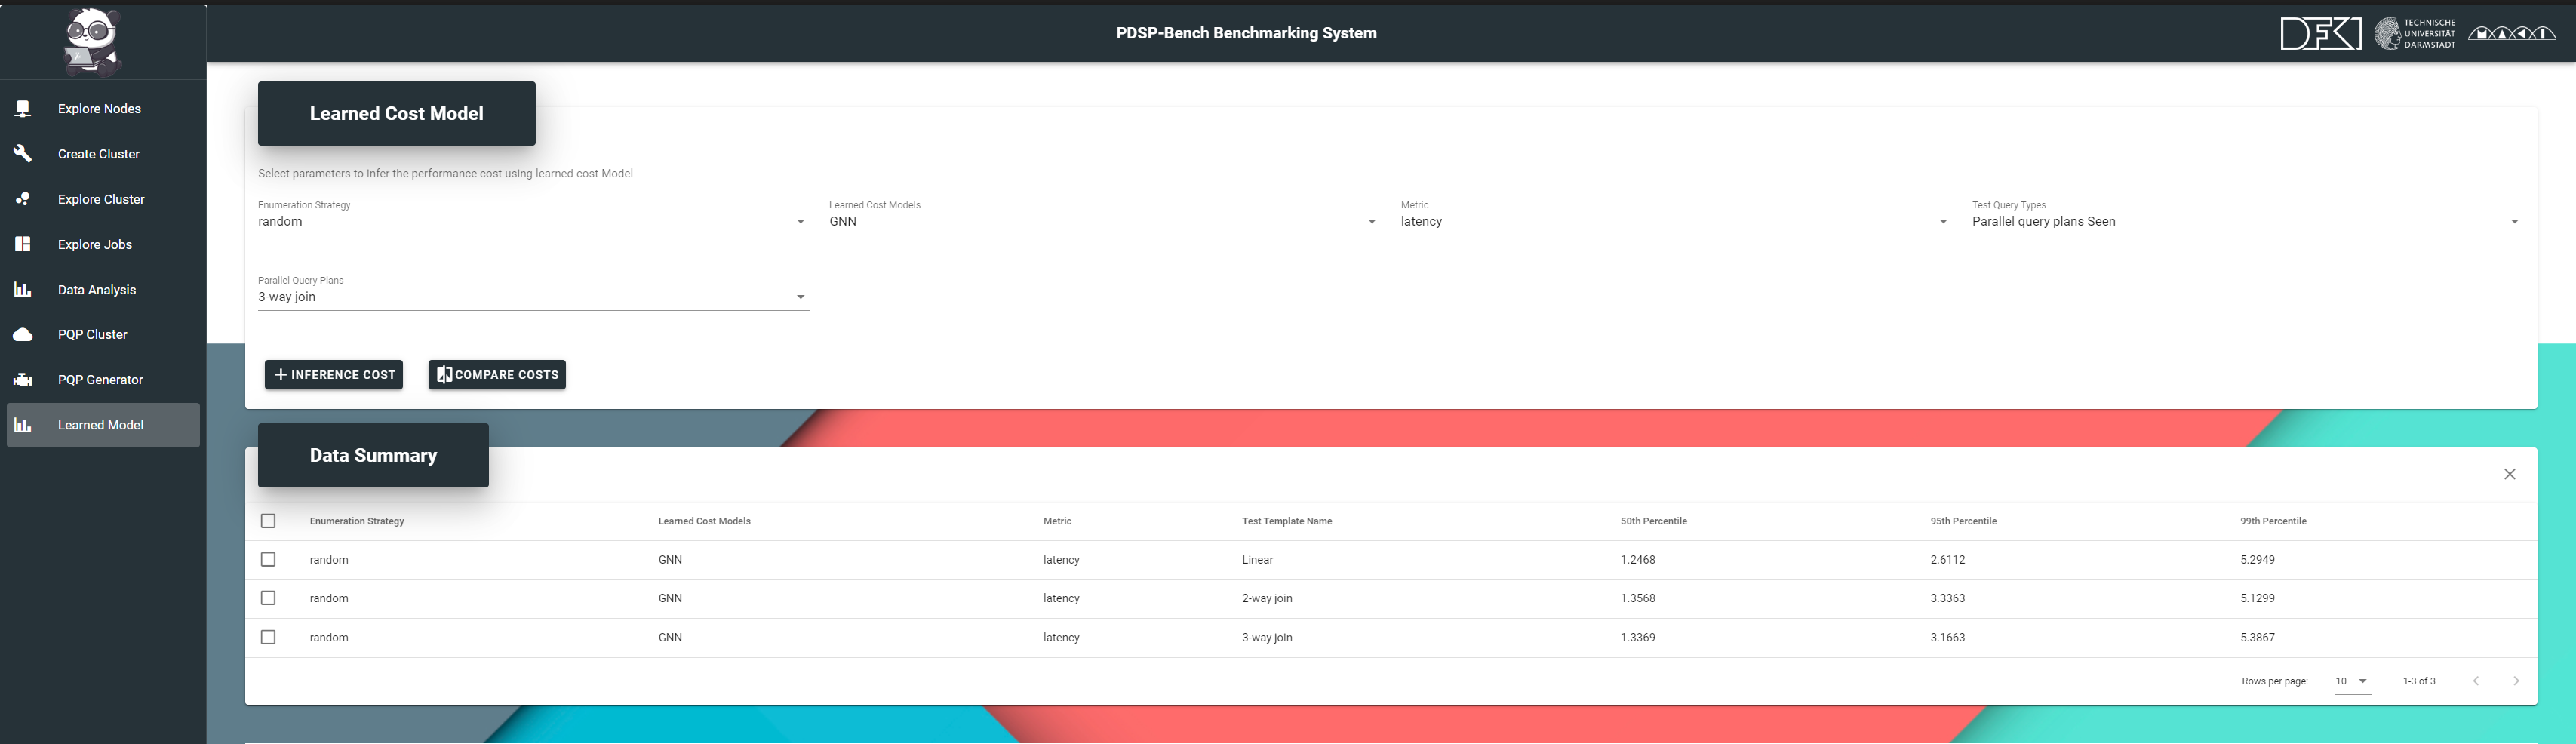 PDSP-Bench Benchmarking System
DFKI
TECHNISCHE
UNIVERSITÄT
DARMSTADT
MAKI
Explore Nodes
Create Cluster
Explore Cluster
Explore Jobs
Data Analysis
PQP Cluster
PQP Generator
Learned Model
Learned Cost Model
Select parameters to infer the performance cost using learned cost Model
Enumeration Strategy Learned Cost Models Metric Test Query Types
random GNN latency Parallel query plans Seen
Parallel Query Plans
3-way join
INFERENCE COST COMPARE COSTS
Data Summary
Enumeration Strategy Learned Cost Models Metric Test Template Name 50th Percentile 95th Percentile 99th Percentile
random GNN latency Linear 1.2468 2.6112 5.2949
random GNN latency 2-way join 1.3568 3.3363 5.1299
random GNN latency 3-way join 1.3369 3.1663 5.3867
Rows per page: 10 1-3 of 3